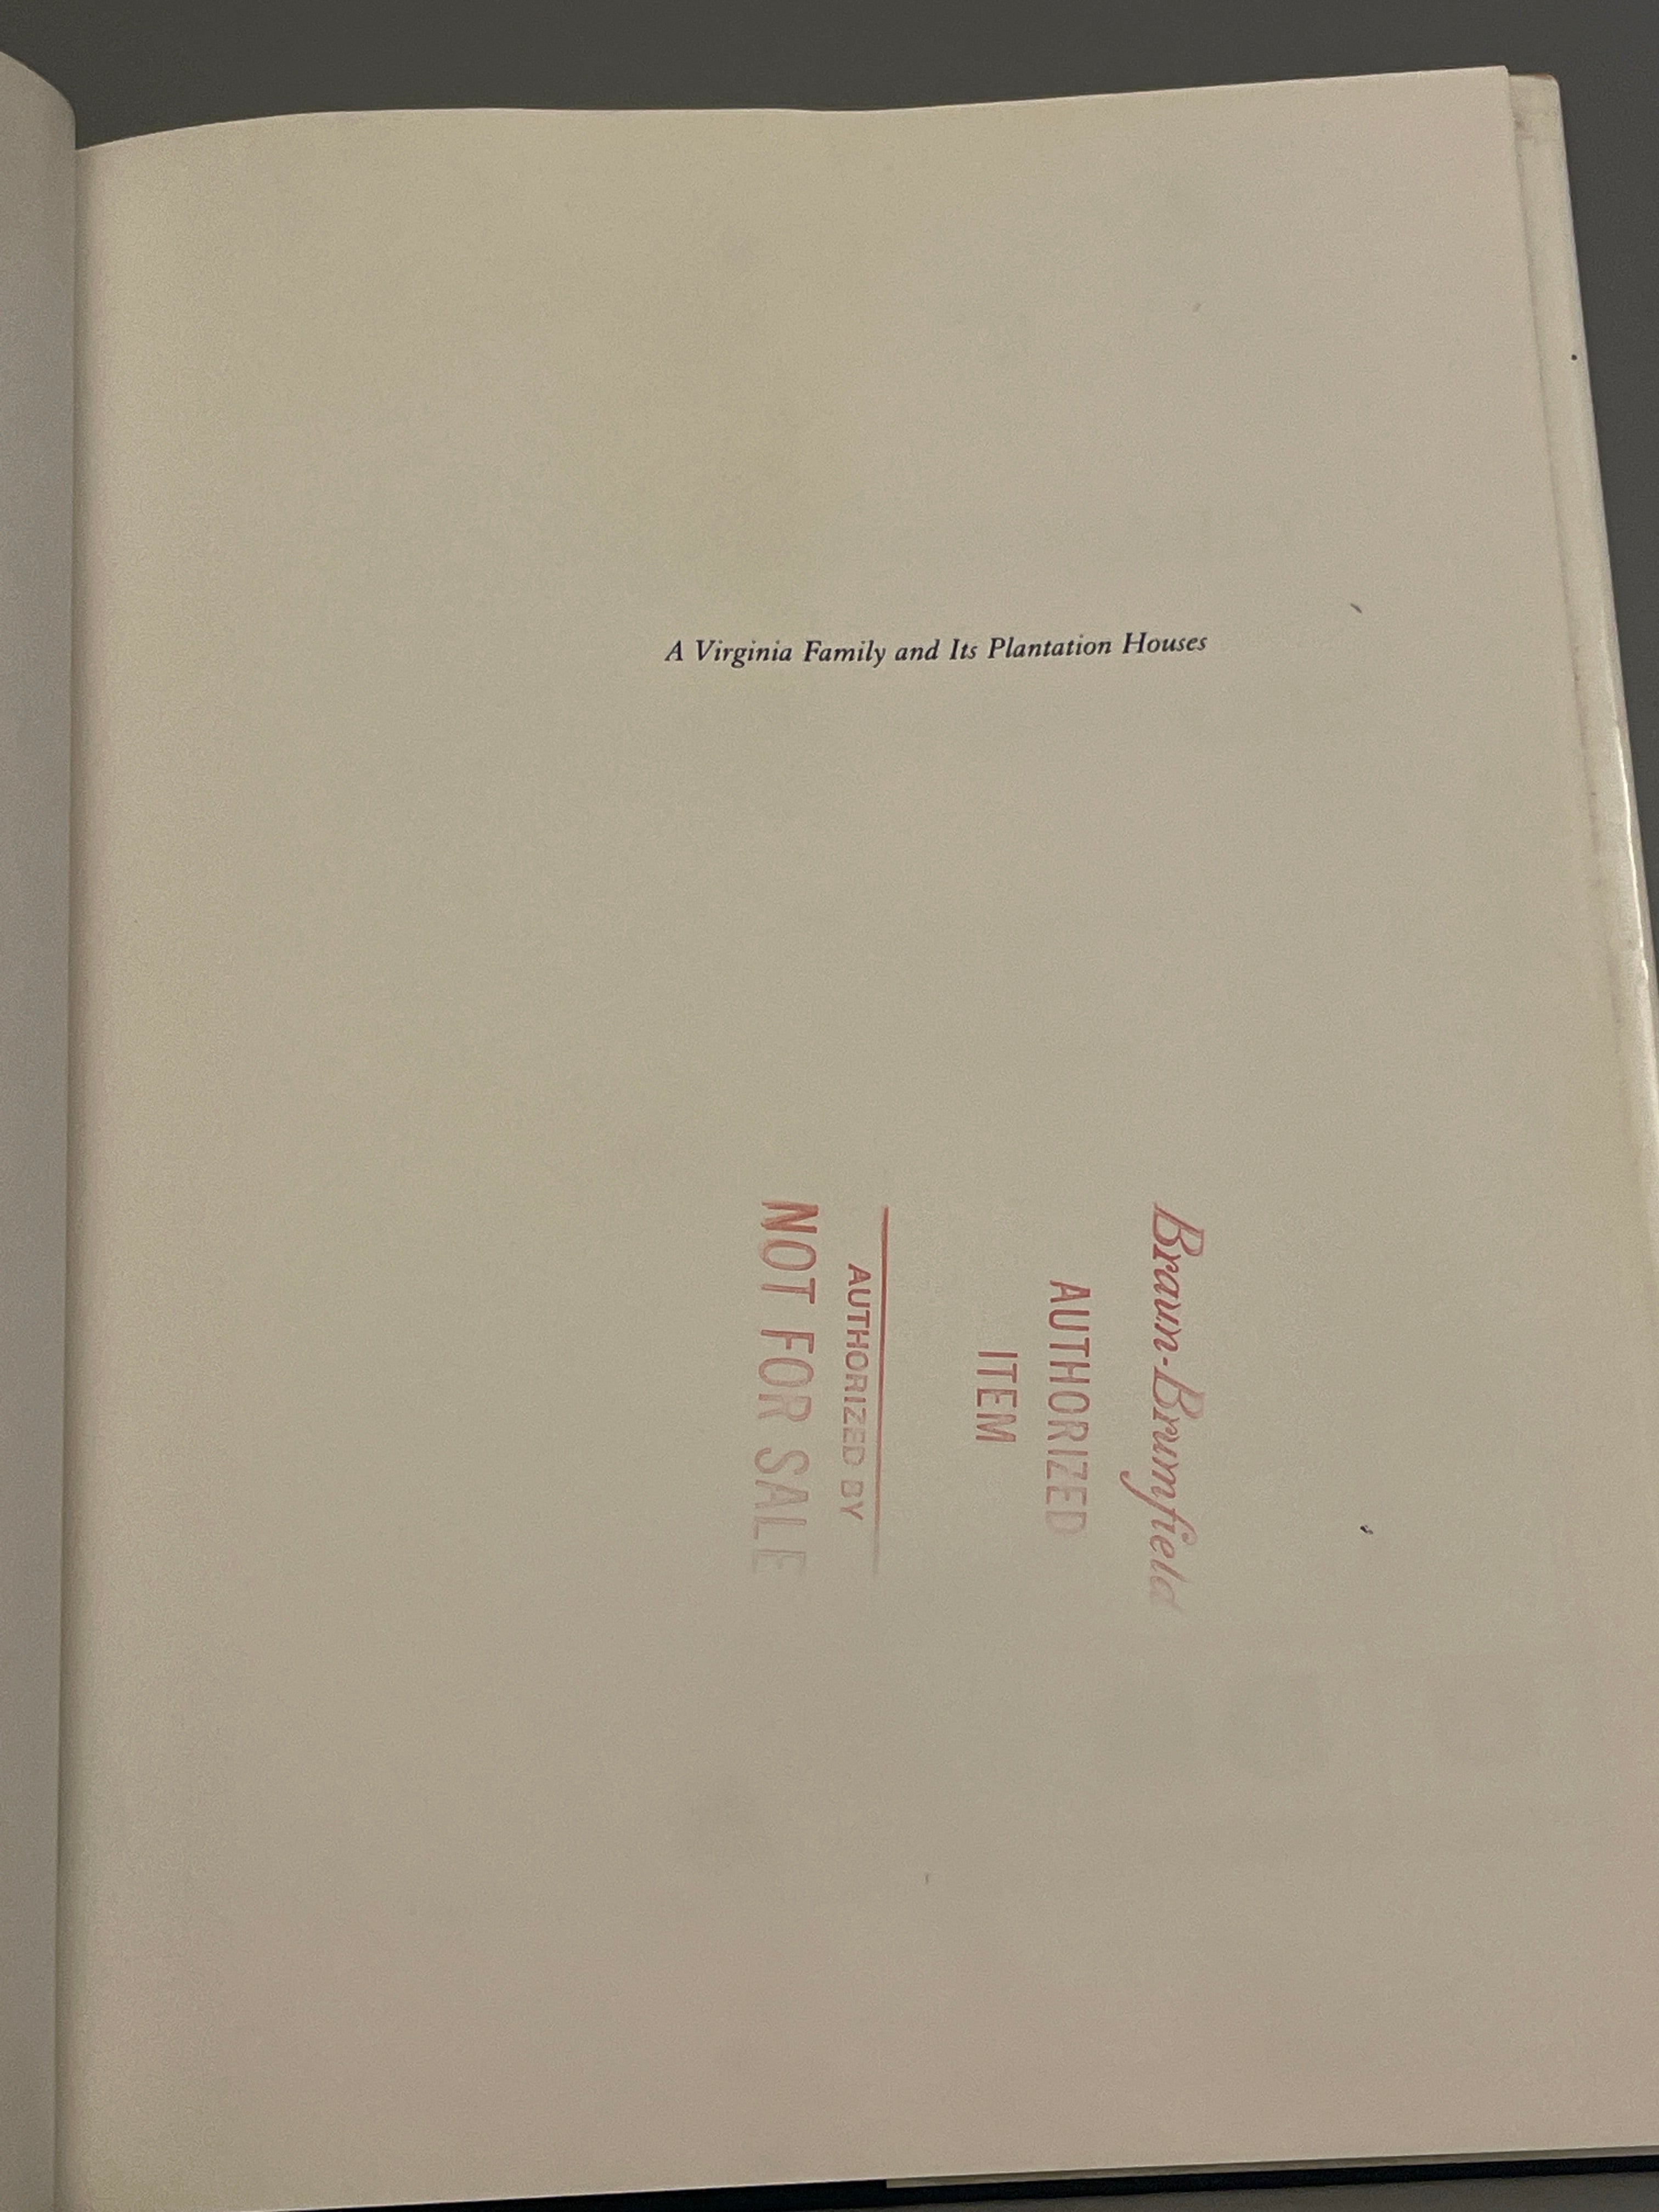 A Virginia Family and Its Plantation Houses
Braun-Brumfield
AUTHORIZED
ITEM
AUTHORIZED BY
NOT FOR SALE